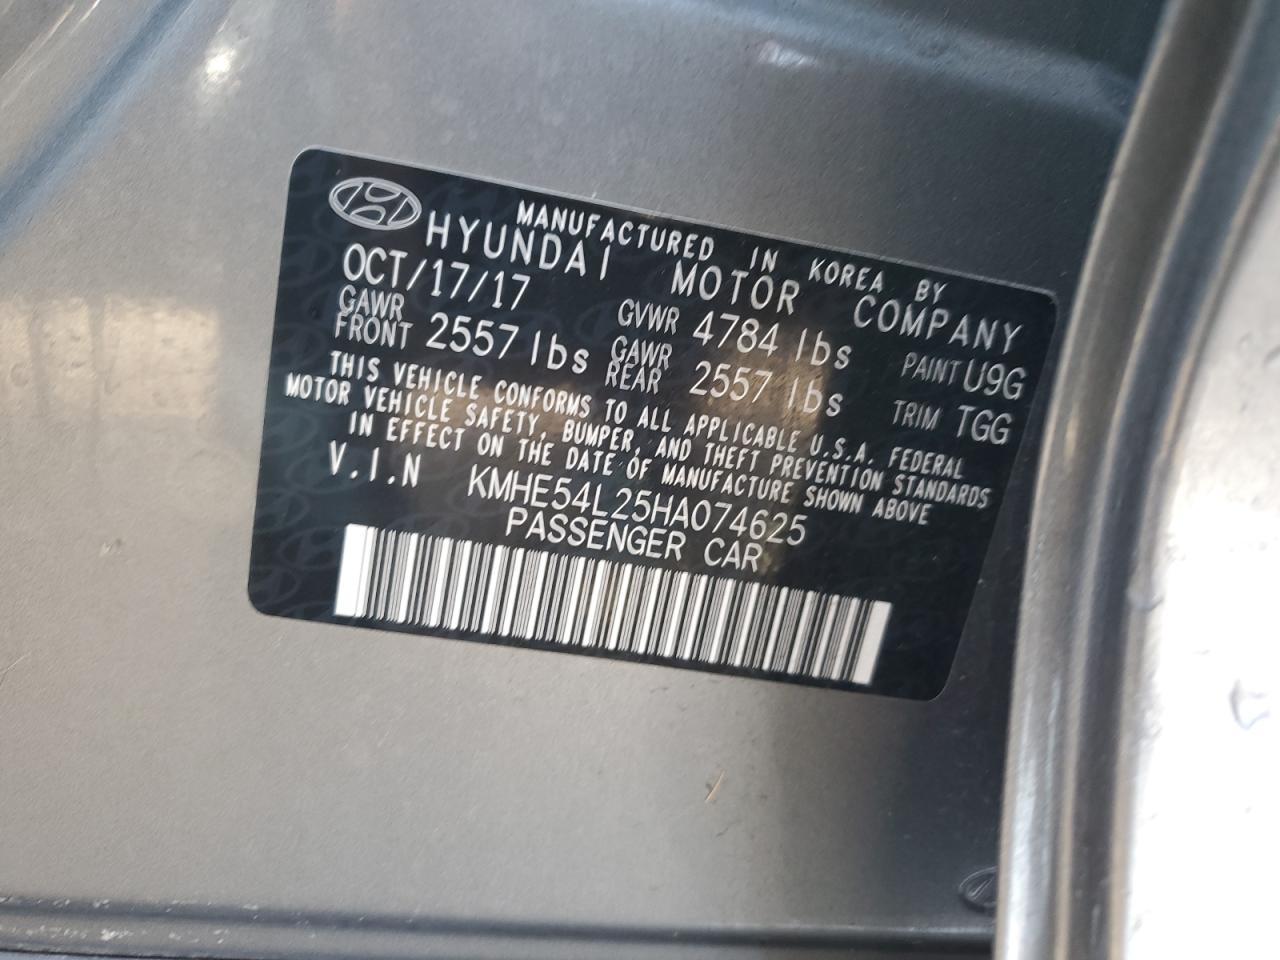 MANUFACTURED IN KOREA BY
HYUNDAI MOTOR COMPANY
OCT/17/17 GVWR 4784 lbs PAINT U9G
GAWR FRONT 2557 lbs GAWR REAR 2557 lbs TRIM TGG
THIS VEHICLE CONFORMS TO ALL APPLICABLE U.S.A. FEDERAL
MOTOR VEHICLE SAFETY, BUMPER, AND THEFT PREVENTION STANDARDS
IN EFFECT ON THE DATE OF MANUFACTURE SHOWN ABOVE
V.I.N KMHE54L25HA074625
PASSENGER CAR